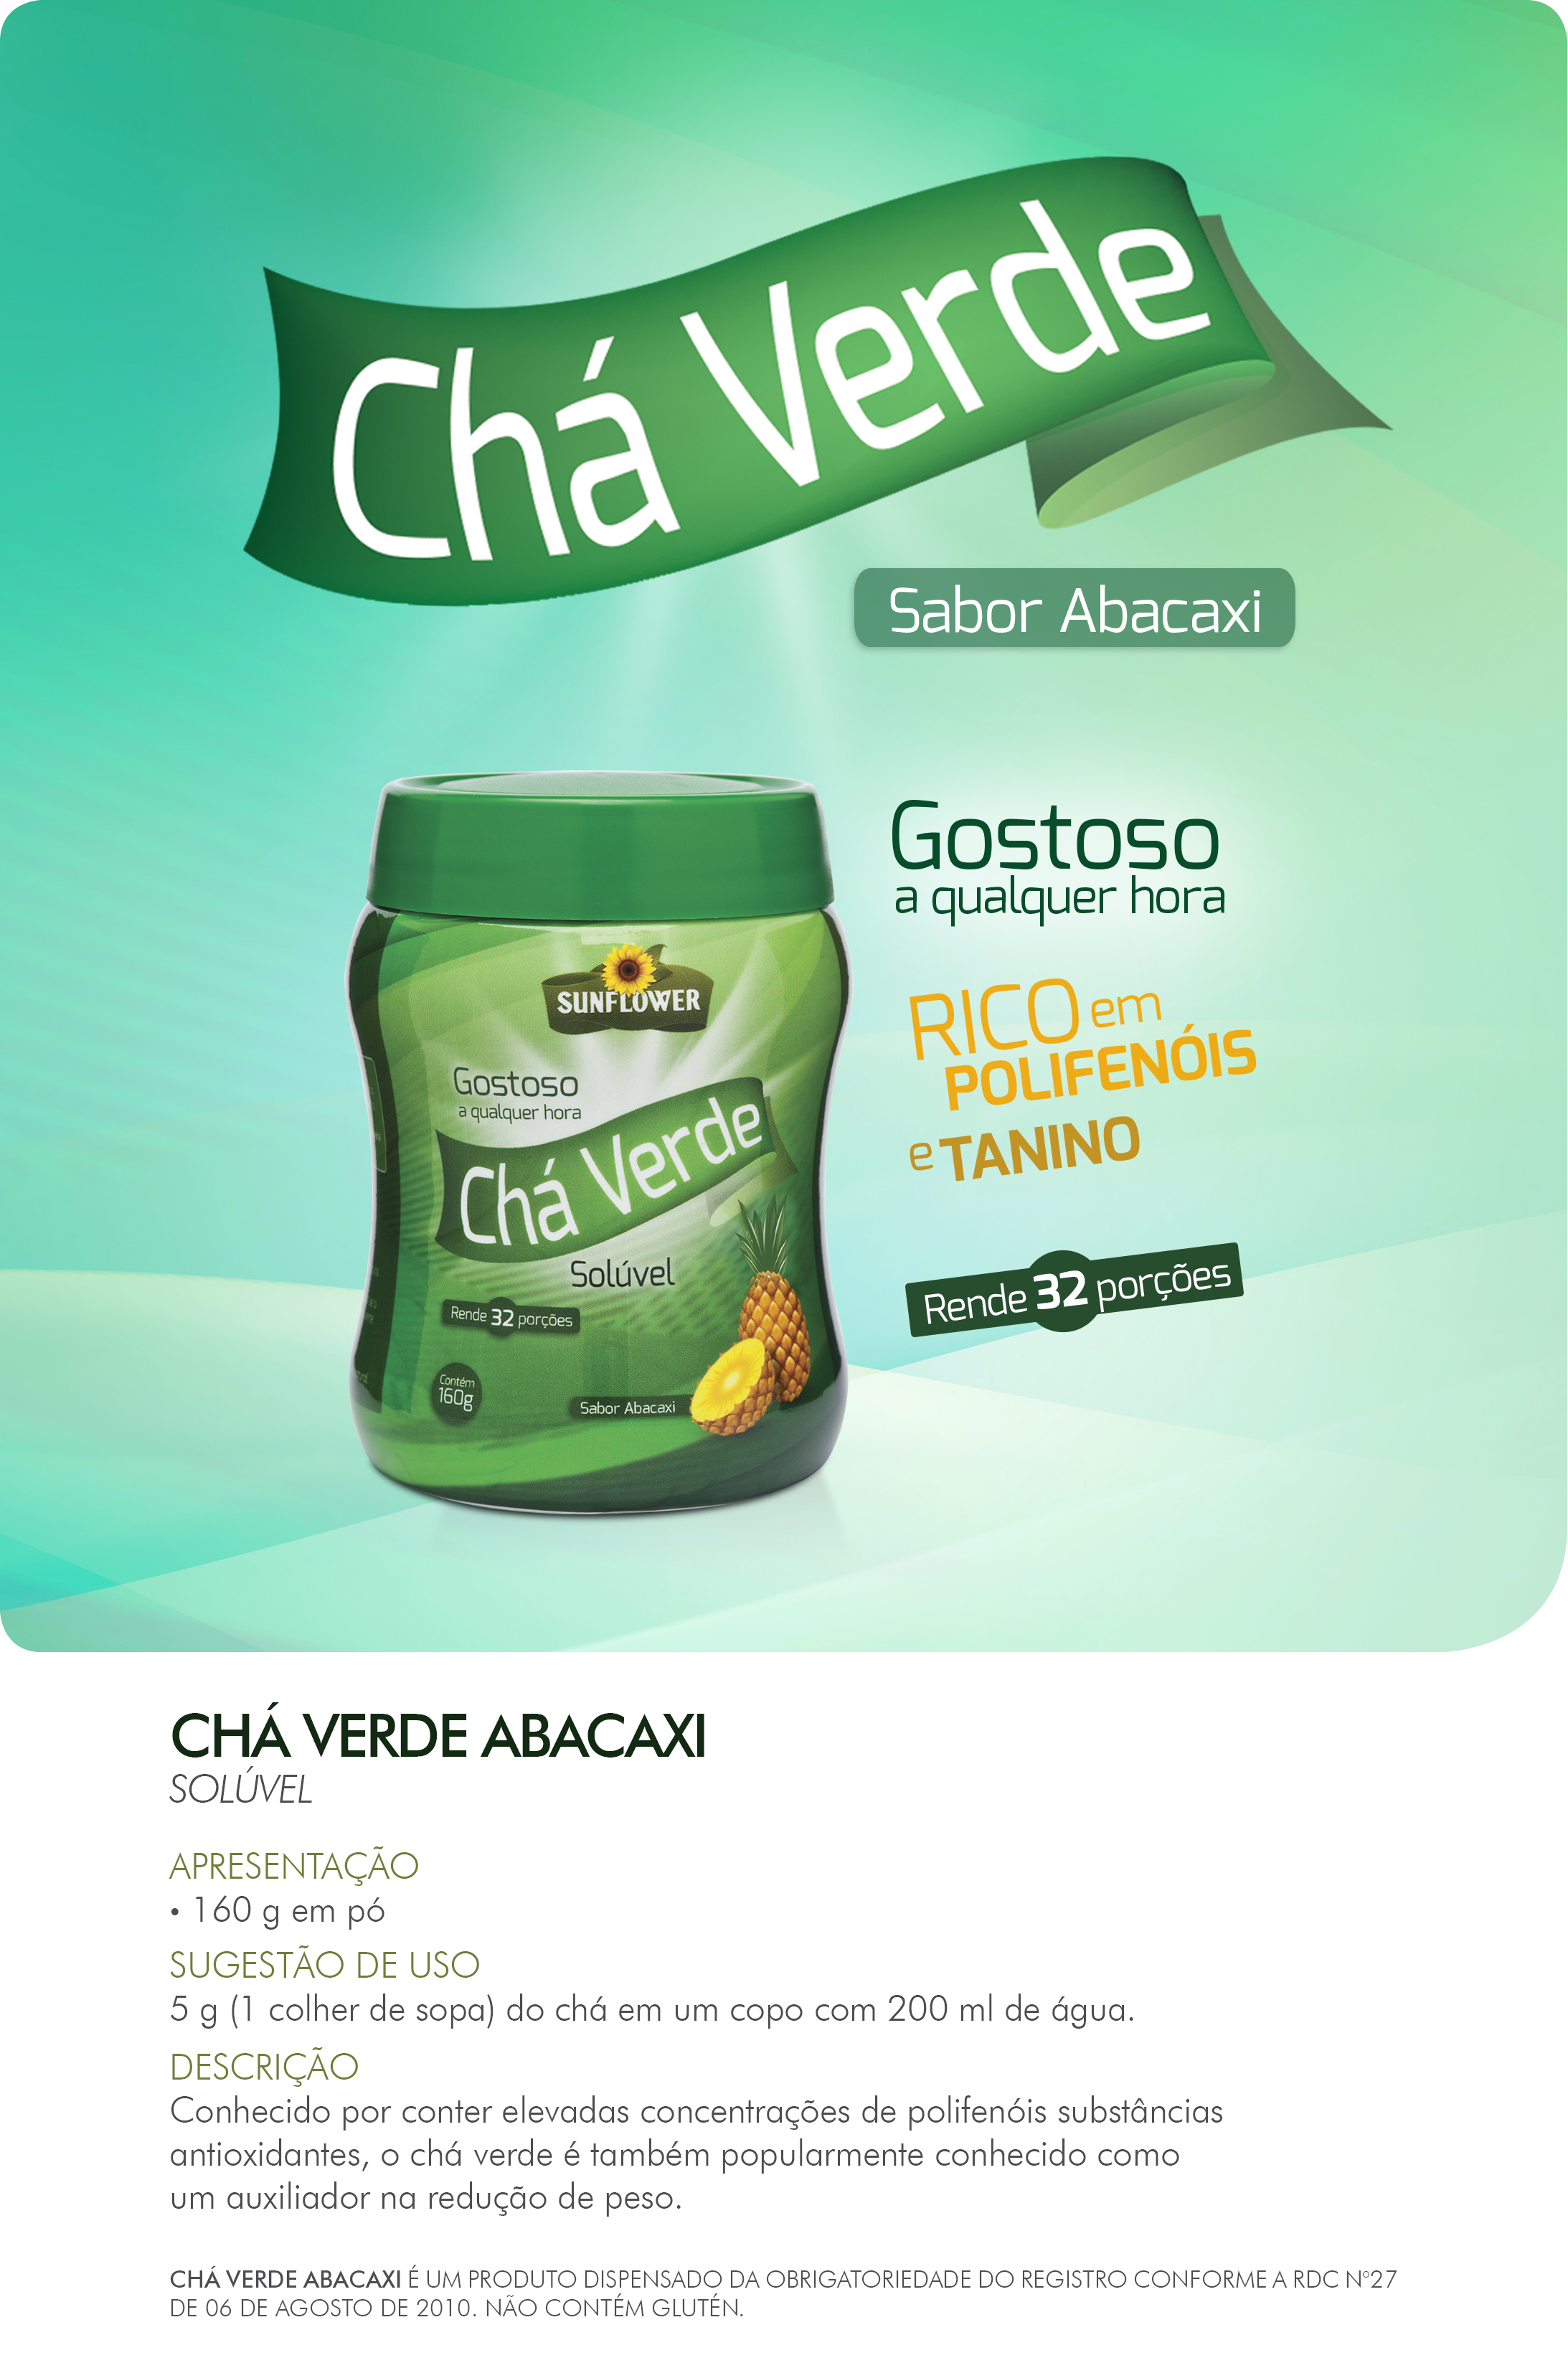 Chá Verde
Sabor Abacaxi
Gostoso
a qualquer hora
RICO em
POLIFENÓIS
e TANINO
Rende 32 porções
SUNFLOWER
Gostoso
a qualquer hora
Chá Verde
Solúvel
Rende 32 porções
Contém
160g
Sabor Abacaxi
CHÁ VERDE ABACAXI
SOLÚVEL
APRESENTAÇÃO
• 160 g em pó
SUGESTÃO DE USO
5 g (1 colher de sopa) do chá em um copo com 200 ml de água.
DESCRIÇÃO
Conhecido por conter elevadas concentrações de polifenóis substâncias
antioxidantes, o chá verde é também popularmente conhecido como
um auxiliador na redução de peso.
CHÁ VERDE ABACAXI É UM PRODUTO DISPENSADO DA OBRIGATORIEDADE DO REGISTRO CONFORME A RDC Nº27
DE 06 DE AGOSTO DE 2010. NÃO CONTÉM GLUTÉN.